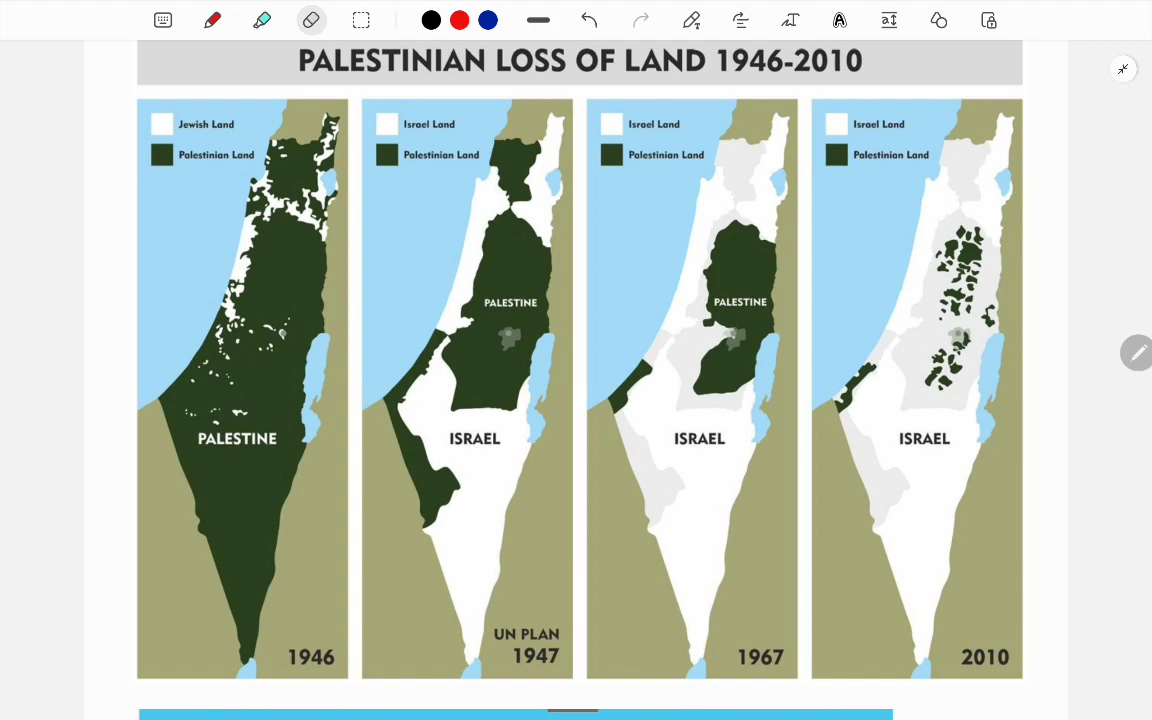 PALESTINIAN LOSS OF LAND 1946-2010
Jewish Land
Palestinian Land
PALESTINE
1946
Israel Land
Palestinian Land
PALESTINE
ISRAEL
UN PLAN
1947
Israel Land
Palestinian Land
PALESTINE
ISRAEL
1967
Israel Land
Palestinian Land
ISRAEL
2010